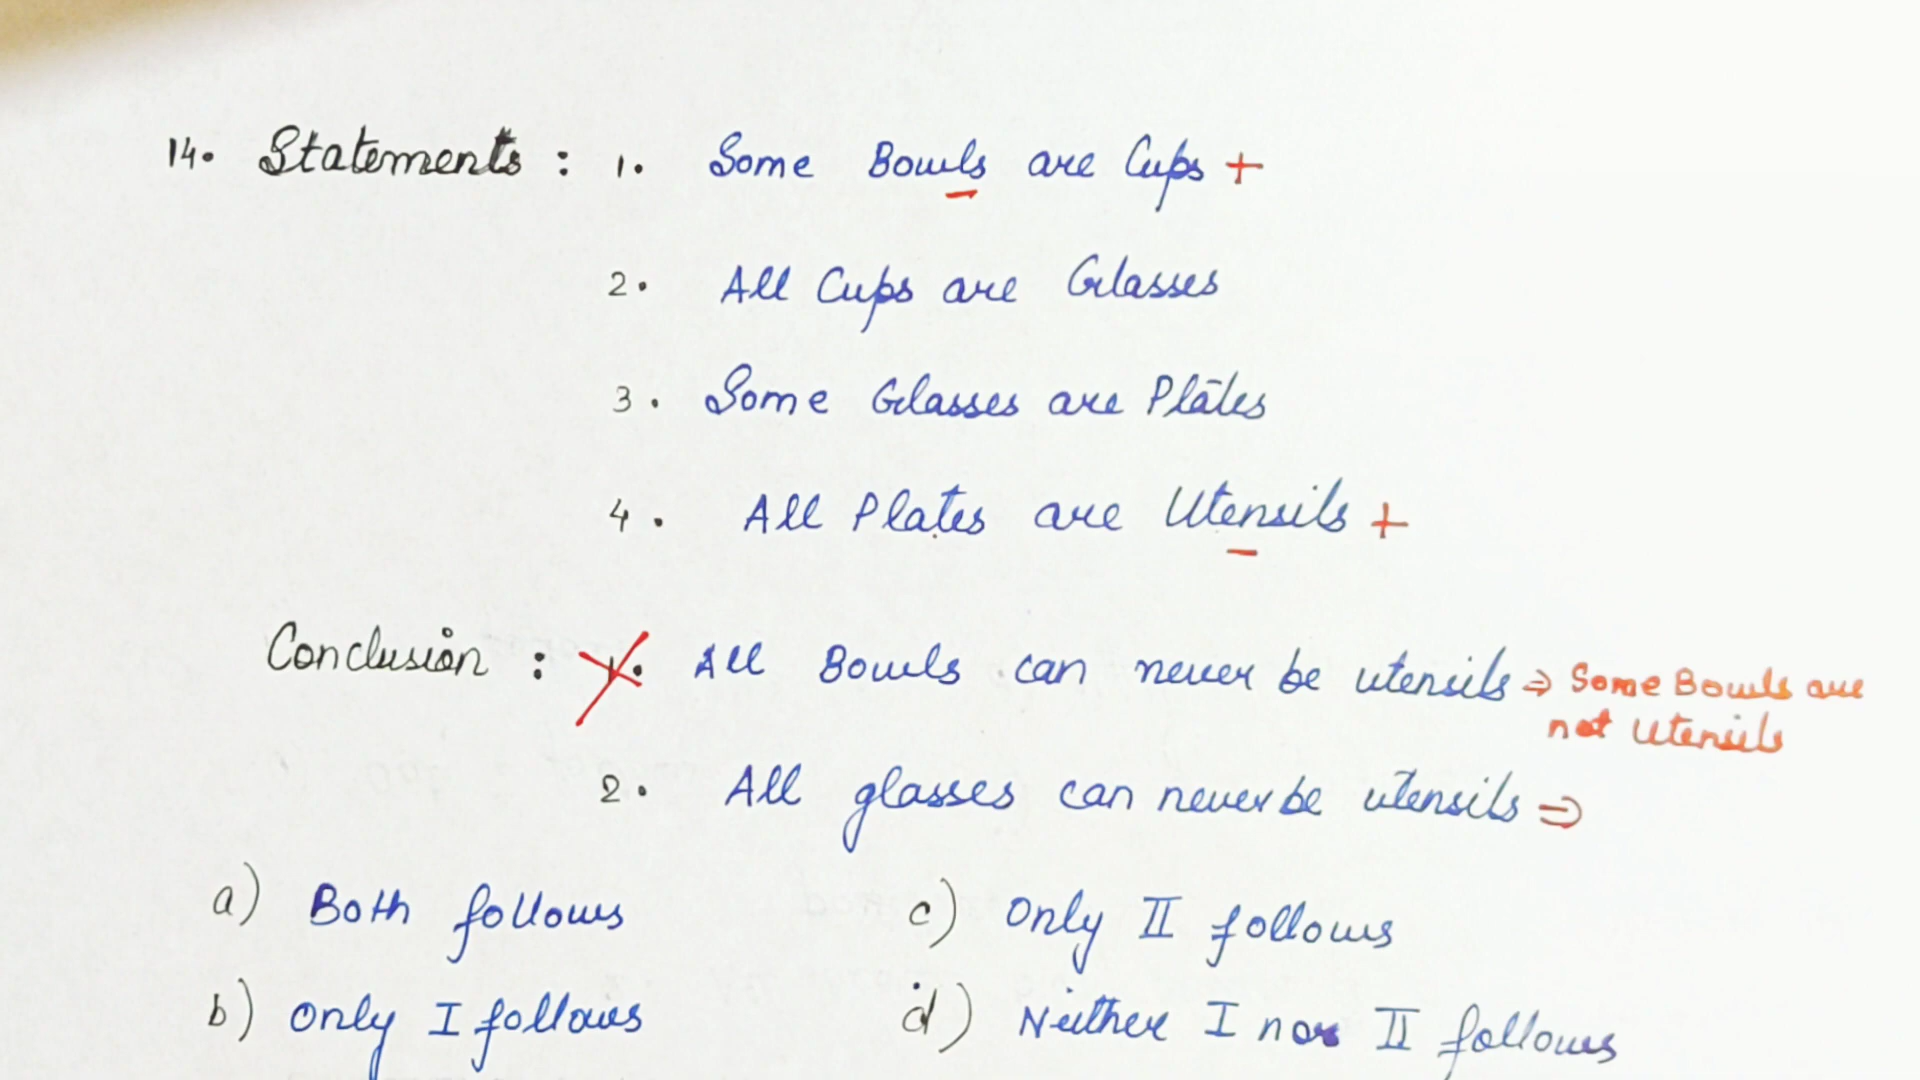 14. Statements : 1. Some Bowls are Cups +
2. All Cups are Glasses
3. Some Glasses are Plates
4. All Plates are Utensils +
Conclusion : 1. All Bowls can never be utensils ⇒ Some Bowls are
not Utensils
2. All glasses can never be utensils ⇒
a) Both follows c) Only II follows
b) Only I follows d) Neither I nor II follows